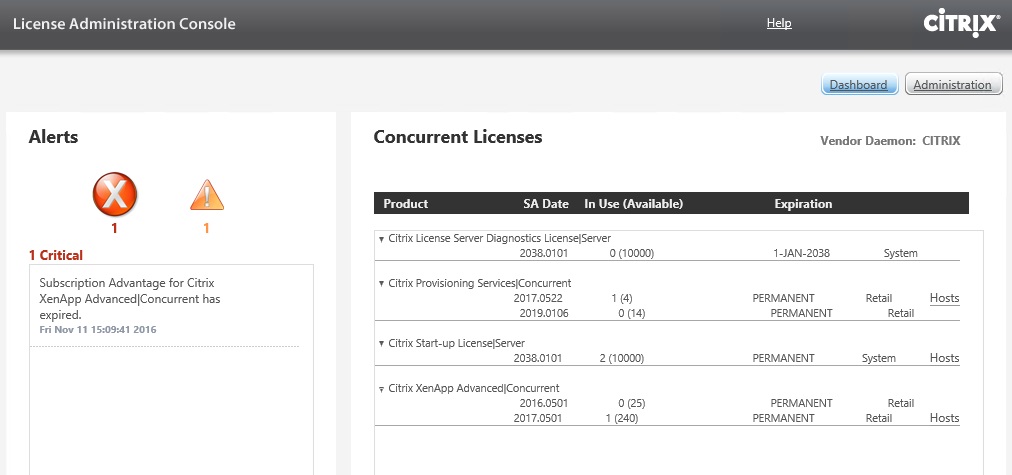 License Administration Console
Help
CİTRIX®
Dashboard
Administration
Alerts
1
1
1 Critical
Subscription Advantage for Citrix
XenApp Advanced|Concurrent has
expired.
Fri Nov 11 15:09:41 2016
Concurrent Licenses
Vendor Daemon: CITRIX
Product SA Date In Use (Available) Expiration
Citrix License Server Diagnostics License|Server
2038.0101 0 (10000) 1-JAN-2038 System
Citrix Provisioning Services|Concurrent
2017.0522 1 (4) PERMANENT Retail Hosts
2019.0106 0 (14) PERMANENT Retail
Citrix Start-up License|Server
2038.0101 2 (10000) PERMANENT System Hosts
Citrix XenApp Advanced|Concurrent
2016.0501 0 (25) PERMANENT Retail
2017.0501 1 (240) PERMANENT Retail Hosts